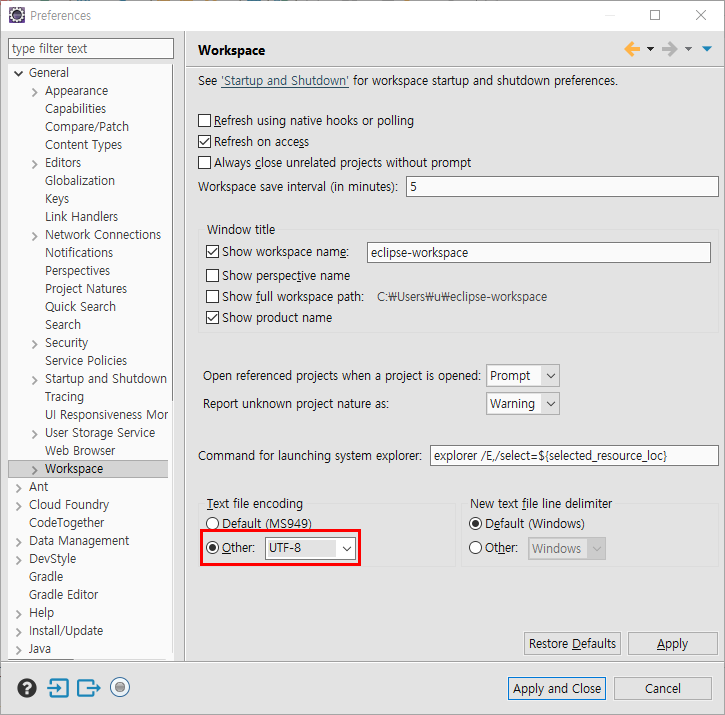 Preferences
type filter text
General
Appearance
Capabilities
Compare/Patch
Content Types
Editors
Globalization
Keys
Link Handlers
Network Connections
Notifications
Perspectives
Project Natures
Quick Search
Search
Security
Service Policies
Startup and Shutdown
Tracing
UI Responsiveness Mor
User Storage Service
Web Browser
Workspace
Ant
Cloud Foundry
CodeTogether
Data Management
DevStyle
Gradle
Gradle Editor
Help
Install/Update
Java
Workspace
See 'Startup and Shutdown' for workspace startup and shutdown preferences.
Refresh using native hooks or polling
Refresh on access
Always close unrelated projects without prompt
Workspace save interval (in minutes): 5
Window title
Show workspace name: eclipse-workspace
Show perspective name
Show full workspace path: C:₩Users₩u₩eclipse-workspace
Show product name
Open referenced projects when a project is opened: Prompt
Report unknown project nature as: Warning
Command for launching system explorer: explorer /E,/select=${selected_resource_loc}
Text file encoding
Default (MS949)
Other: UTF-8
New text file line delimiter
Default (Windows)
Other: Windows
Restore Defaults Apply
? Apply and Close Cancel